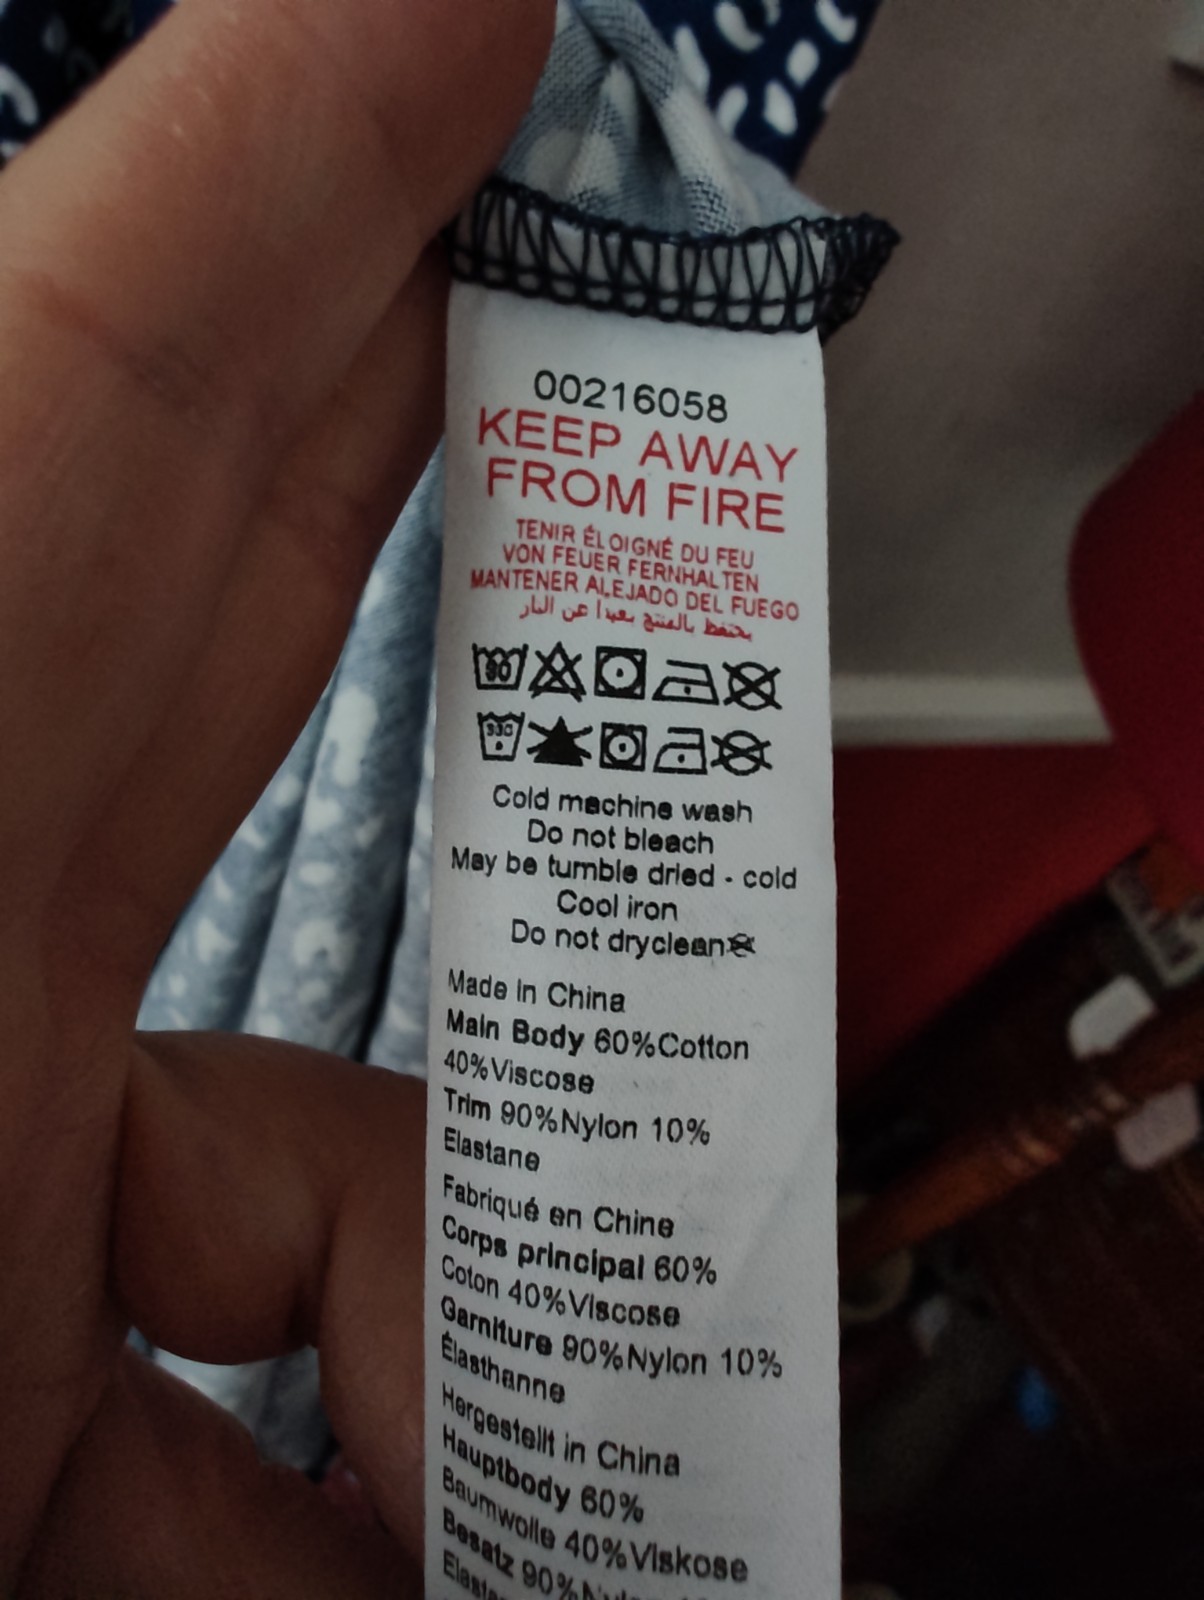 00216058
KEEP AWAY
FROM FIRE
TENIR ÉLOIGNÉ DU FEU
VON FEUER FERNHALTEN
MANTENER ALEJADO DEL FUEGO
يحتفظ بالمنتج بعيدا عن النار
30
Cold machine wash
Do not bleach
May be tumble dried - cold
Cool iron
Do not dryclean
Made in China
Main Body 60%Cotton
40%Viscose
Trim 90%Nylon 10%
Elastane
Fabriqué en Chine
Corps principal 60%
Coton 40%Viscose
Garniture 90%Nylon 10%
Élasthanne
Hergestellt in China
Hauptbody 60%
Baumwolle 40%Viskose
Besatz 90%